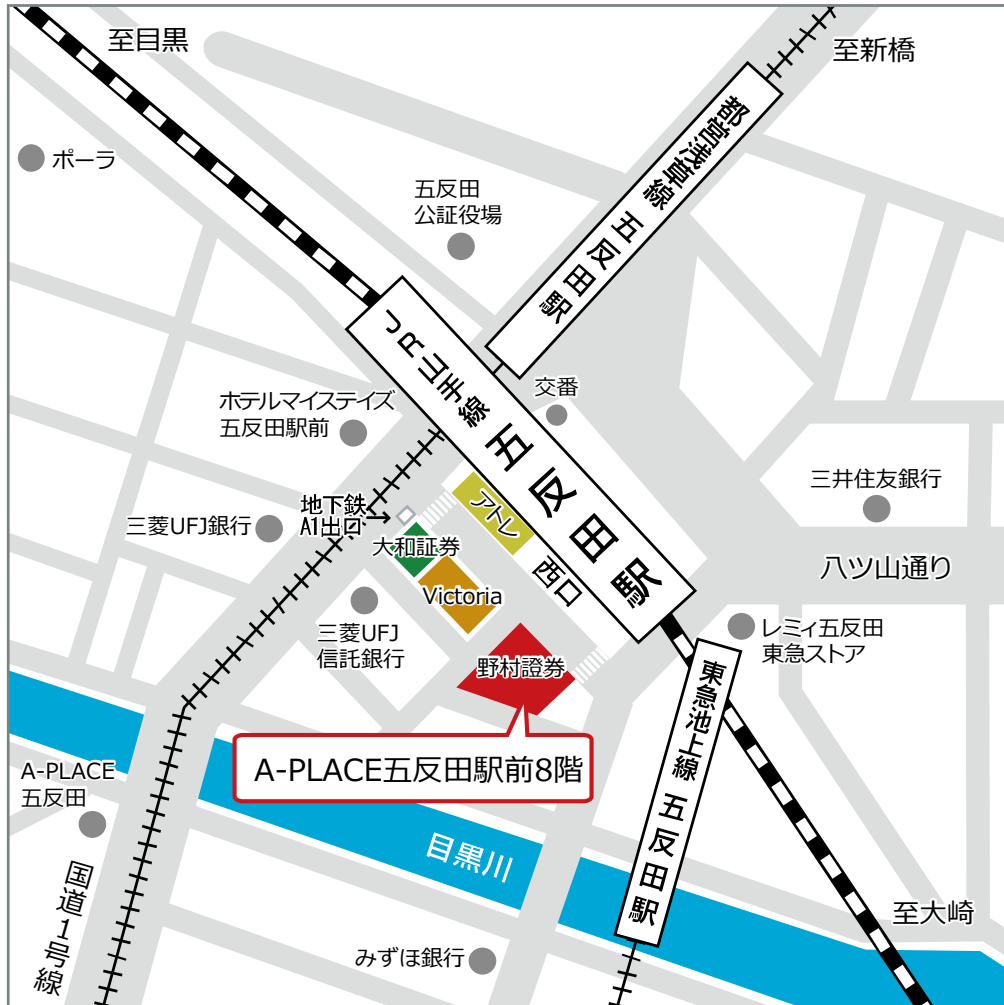 至目黒
至新橋
都営浅草線 五反田駅
ポーラ
五反田
公証役場
JR山手線 五反田駅
交番
ホテルマイステイズ
五反田駅前
三井住友銀行
アトレ
地下鉄
A1出口→
三菱UFJ銀行
大和証券
西口
八ツ山通り
Victoria
三菱UFJ
信託銀行
レミィ五反田
東急ストア
野村證券
東急池上線 五反田駅
A-PLACE五反田駅前8階
A-PLACE
五反田
目黒川
国道1号線
至大崎
みずほ銀行